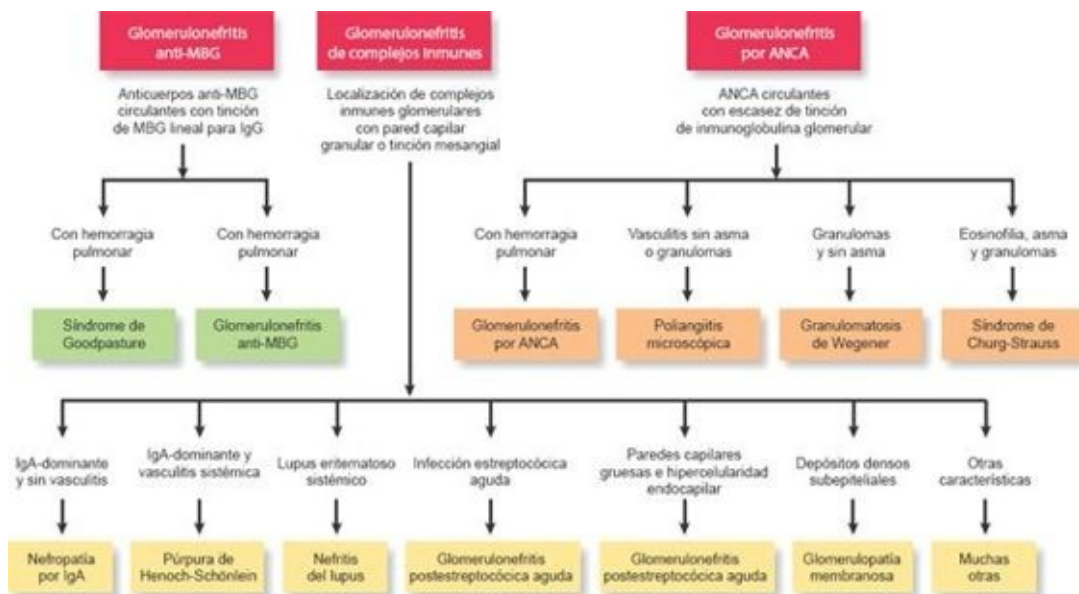 Glomerulonefritis
anti-MBG
Glomerulonefritis
de complejos inmunes
Glomerulonefritis
por ANCA
Anticuerpos anti-MBG
circulantes con tinción
de MBG lineal para IgG
Localización de complejos
inmunes glomerulares
con pared capilar
granular o tinción mesangial
ANCA circulantes
con escasez de tinción
de inmunoglobulina glomerular
Con hemorragia
pulmonar
Con hemorragia
pulmonar
Con hemorragia
pulmonar
Vasculitis sin asma
o granulomas
Granulomas
y sin asma
Eosinofilia, asma
y granulomas
Síndrome de
Goodpasture
Glomerulonefritis
anti-MBG
Glomerulonefritis
por ANCA
Poliangiitis
microscópica
Granulomatosis
de Wegener
Síndrome de
Churg-Strauss
IgA-dominante
y sin vasculitis
IgA-dominante y
vasculitis sistémica
Lupus eritematoso
sistémico
Infección estreptocócica
aguda
Paredes capilares
gruesas e hipercelularidad
endocapilar
Depósitos densos
subepiteliales
Otras
características
Nefropatía
por IgA
Púrpura de
Henoch-Schönlein
Nefritis
del lupus
Glomerulonefritis
postestreptocócica aguda
Glomerulonefritis
postestreptocócica aguda
Glomerulopatía
membranosa
Muchas
otras